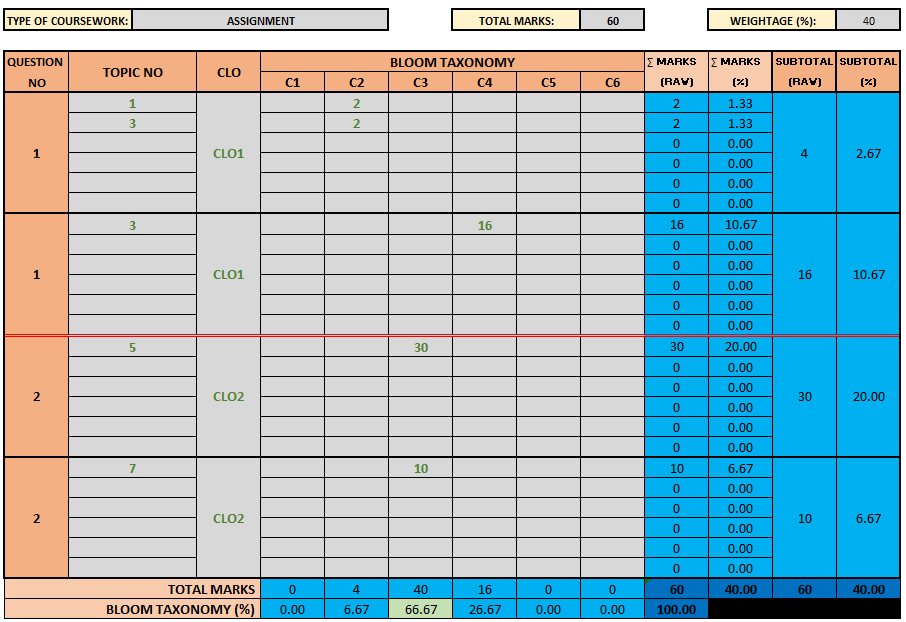 TYPE OF COURSEWORK: ASSIGNMENT TOTAL MARKS: 60 WEIGHTAGE (%): 40
QUESTION NO TOPIC NO CLO BLOOM TAXONOMY ∑ MARKS (RAW) ∑ MARKS (%) SUBTOTAL (RAW) SUBTOTAL (%)
C1 C2 C3 C4 C5 C6
1 2 2 1.33
3 2 2 1.33
0 0.00
1 CLO1 0 0.00 4 2.67
0 0.00
0 0.00
3 16 16 10.67
0 0.00
0 0.00
1 CLO1 0 0.00 16 10.67
0 0.00
0 0.00
5 30 30 20.00
0 0.00
0 0.00
2 CLO2 0 0.00 30 20.00
0 0.00
0 0.00
7 10 10 6.67
0 0.00
0 0.00
2 CLO2 0 0.00 10 6.67
0 0.00
0 0.00
TOTAL MARKS 0 4 40 16 0 0 60 40.00 60 40.00
BLOOM TAXONOMY (%) 0.00 6.67 66.67 26.67 0.00 0.00 100.00